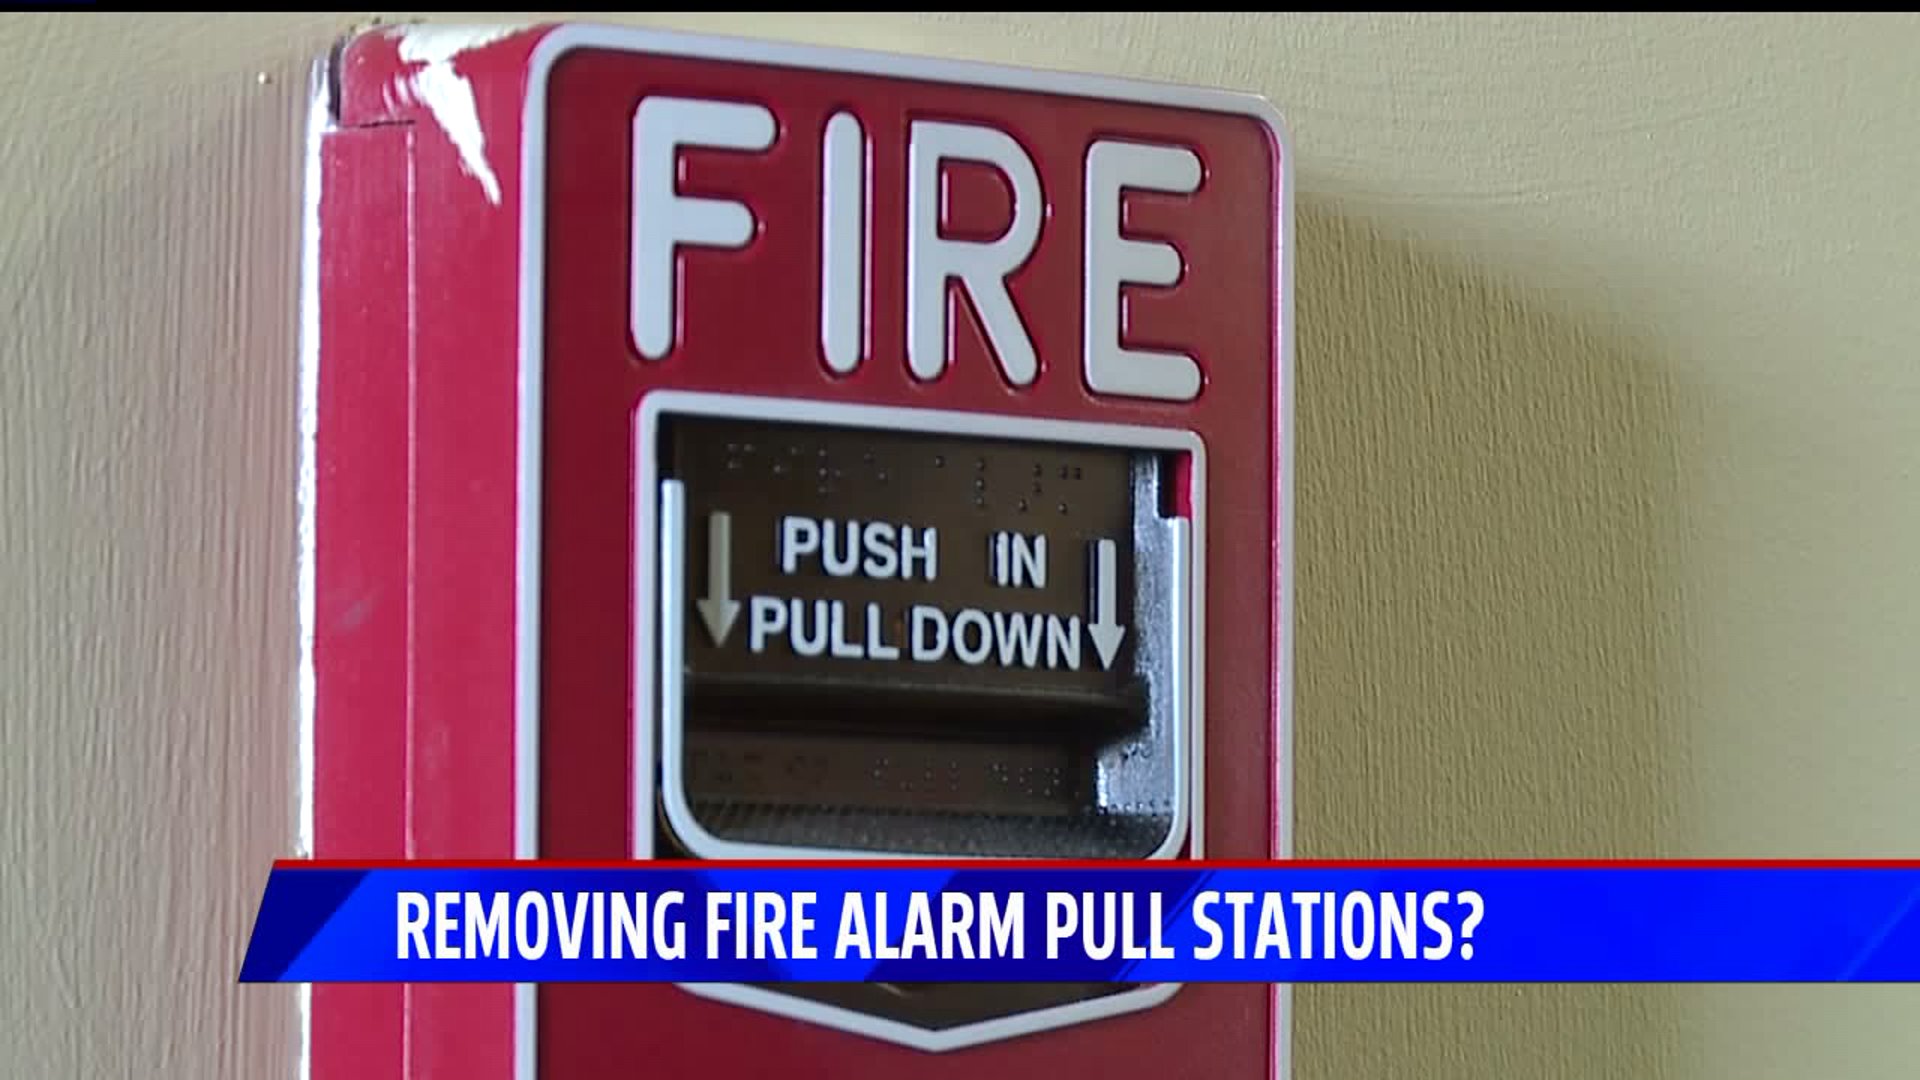 FIRE
PUSH IN
PULL DOWN
REMOVING FIRE ALARM PULL STATIONS?